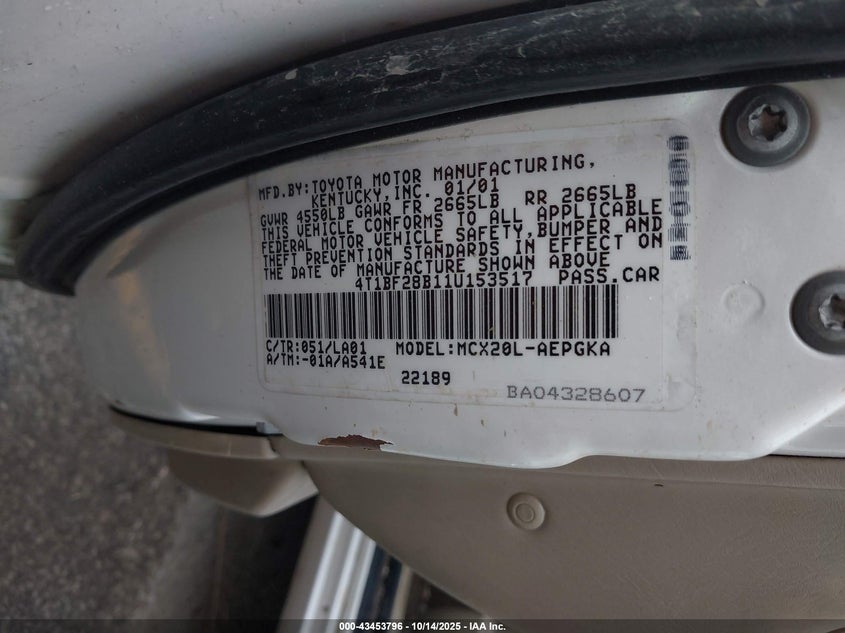 MFD.BY:TOYOTA MOTOR MANUFACTURING,
KENTUCKY,INC. 01/01
GVWR 4550LB GAWR FR 2665LB RR 2665LB
THIS VEHICLE CONFORMS TO ALL APPLICABLE
FEDERAL MOTOR VEHICLE SAFETY,BUMPER AND
THEFT PREVENTION STANDARDS IN EFFECT ON
THE DATE OF MANUFACTURE SHOWN ABOVE
4T1BF28B11U153517 PASS.CAR
C/TR:051/LA01 MODEL:MCX20L-AEPGKA
A/TM:-01A/A541E
22189
BA04328607
000-43453796 - 10/14/2025 - IAA Inc.